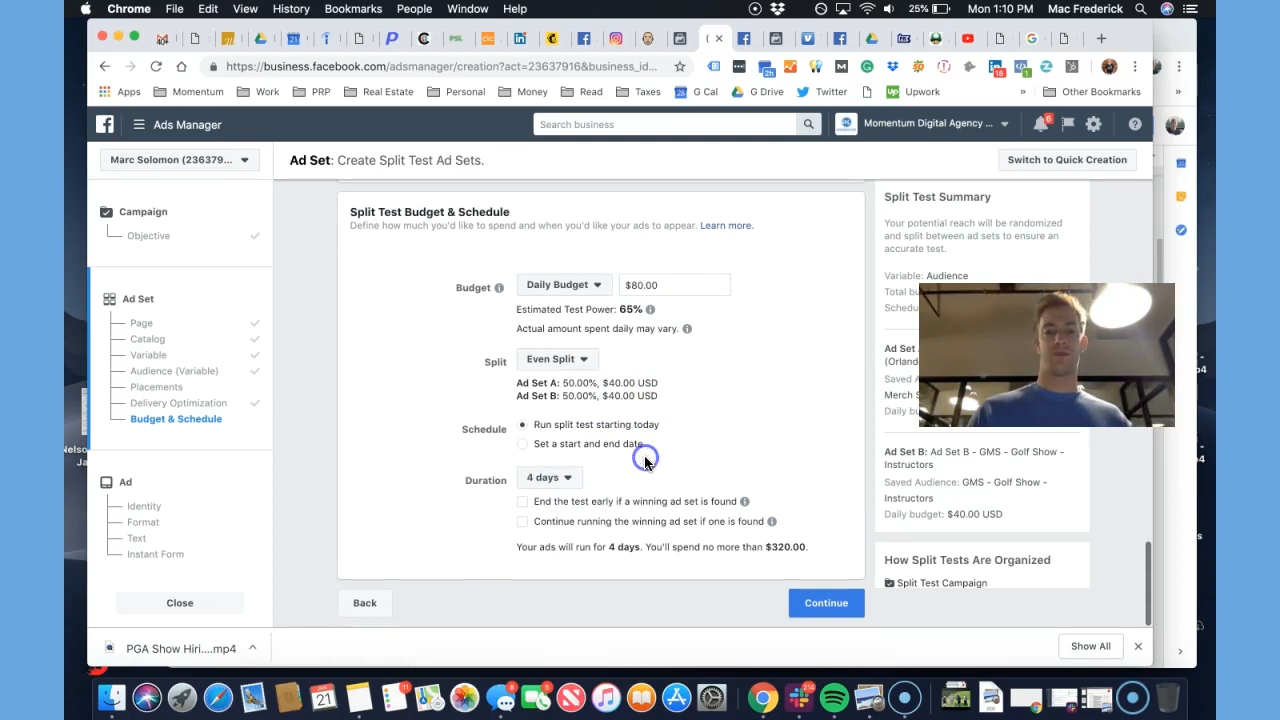 Chrome File Edit View History Bookmarks People Window Help 25% Mon 1:10 PM Mac Frederick
https://business.facebook.com/adsmanager/creation?act=23637916&business_id...
Apps Momentum Work PRP Real Estate Personal Money Read Taxes G Cal G Drive Twitter Upwork » Other Bookmarks »
Ads Manager Search business Momentum Digital Agency ... 6
Marc Solomon (236379... Ad Set: Create Split Test Ad Sets. Switch to Quick Creation
Campaign
Objective
Ad Set
Page
Catalog
Variable
Audience (Variable)
Placements
Delivery Optimization
Budget & Schedule
Ad
Identity
Format
Text
Instant Form
Close
Split Test Budget & Schedule
Define how much you'd like to spend and when you'd like your ads to appear. Learn more.
Budget Daily Budget $80.00
Estimated Test Power: 65%
Actual amount spent daily may vary.
Split Even Split
Ad Set A: 50.00%, $40.00 USD
Ad Set B: 50.00%, $40.00 USD
Schedule Run split test starting today
Set a start and end date
Duration 4 days
End the test early if a winning ad set is found
Continue running the winning ad set if one is found
Your ads will run for 4 days. You'll spend no more than $320.00.
Back Continue
Split Test Summary
Your potential reach will be randomized
and split between ad sets to ensure an
accurate test.
Variable: Audience
Total
Ad Set
(Orlan
Saved
Merch S
Daily
Ad Set B: Ad Set B - GMS - Golf Show -
Instructors
Saved Audience: GMS - Golf Show -
Instructors
Daily budget: $40.00 USD
How Split Tests Are Organized
Split Test Campaign
PGA Show Hiri....mp4 Show All